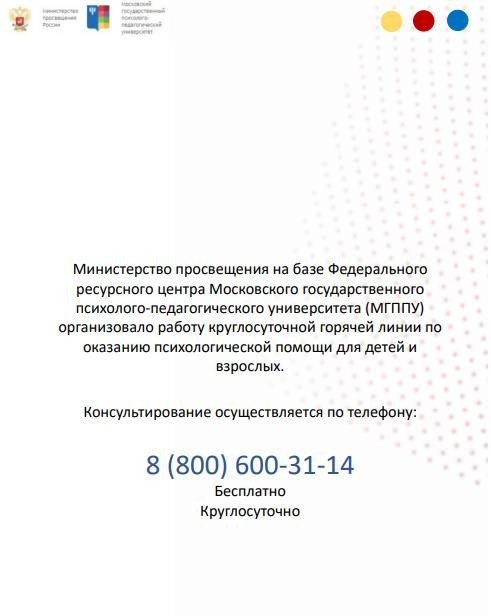 Министерство
просвещения
России
Московский
государственный
психолого-
педагогический
университет
Министерство просвещения на базе Федерального
ресурсного центра Московского государственного
психолого-педагогического университета (МГППУ)
организовало работу круглосуточной горячей линии по
оказанию психологической помощи для детей и
взрослых.
Консультирование осуществляется по телефону:
8 (800) 600-31-14
Бесплатно
Круглосуточно